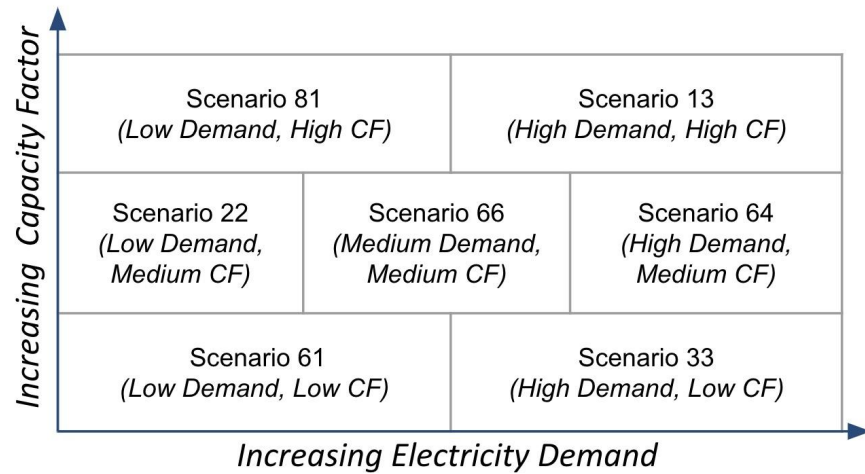 Increasing Capacity Factor
Scenario 81
(Low Demand, High CF)
Scenario 13
(High Demand, High CF)
Scenario 22
(Low Demand,
Medium CF)
Scenario 66
(Medium Demand,
Medium CF)
Scenario 64
(High Demand,
Medium CF)
Scenario 61
(Low Demand, Low CF)
Scenario 33
(High Demand, Low CF)
Increasing Electricity Demand